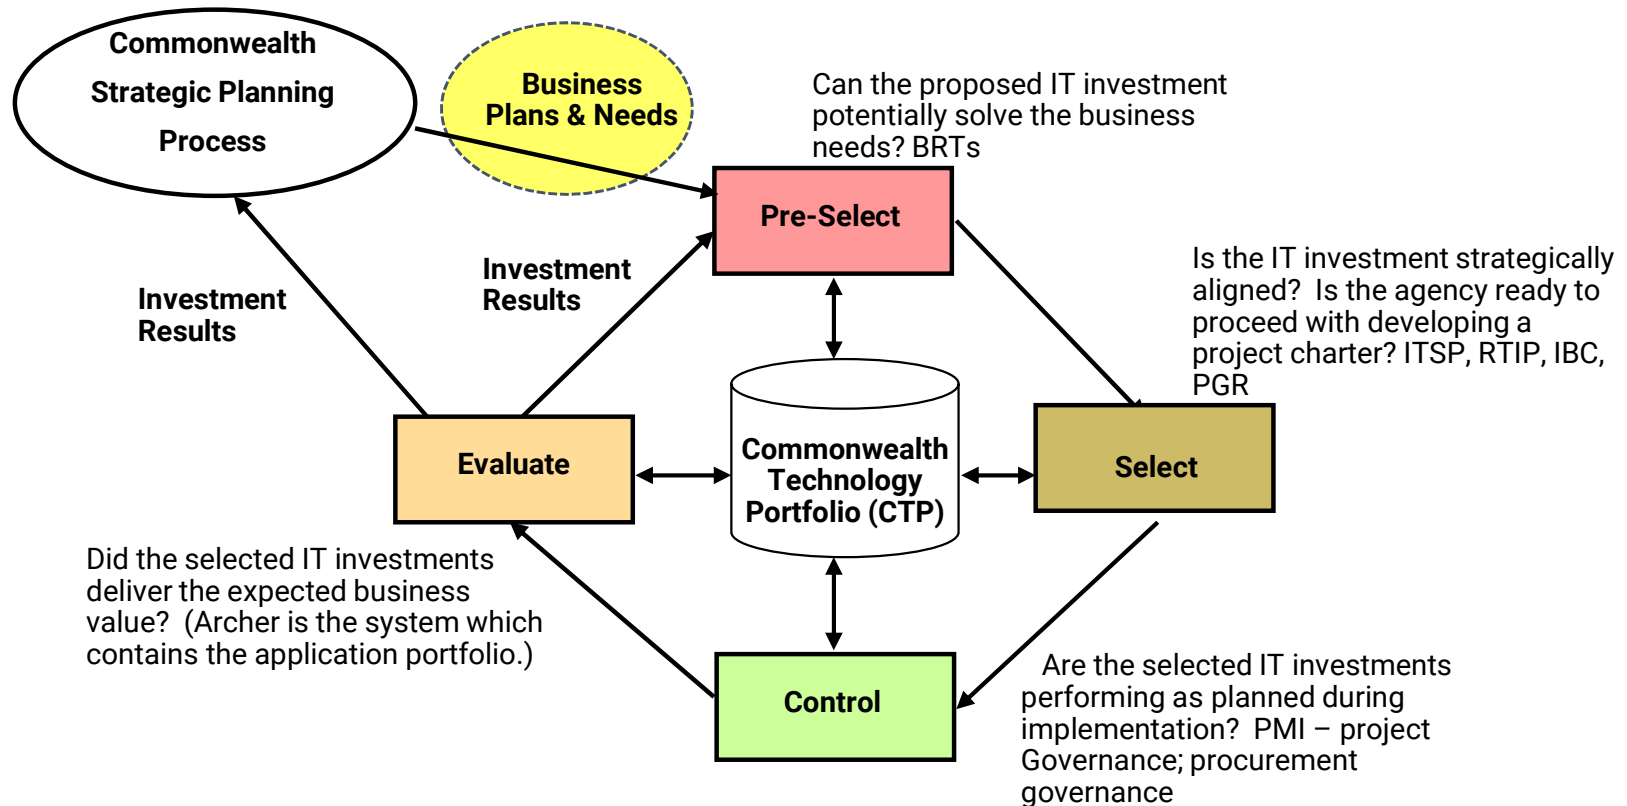 Commonwealth
Strategic Planning
Process
Business
Plans & Needs
Can the proposed IT investment
potentially solve the business
needs? BRTs
Pre-Select
Investment
Results
Investment
Results
Is the IT investment strategically
aligned?  Is the agency ready to
proceed with developing a
project charter? ITSP, RTIP, IBC,
PGR
Evaluate
Commonwealth
Technology
Portfolio (CTP)
Select
Did the selected IT investments
deliver the expected business
value?  (Archer is the system which
contains the application portfolio.)
Control
Are the selected IT investments
performing as planned during
implementation?  PMI – project
Governance; procurement
governance